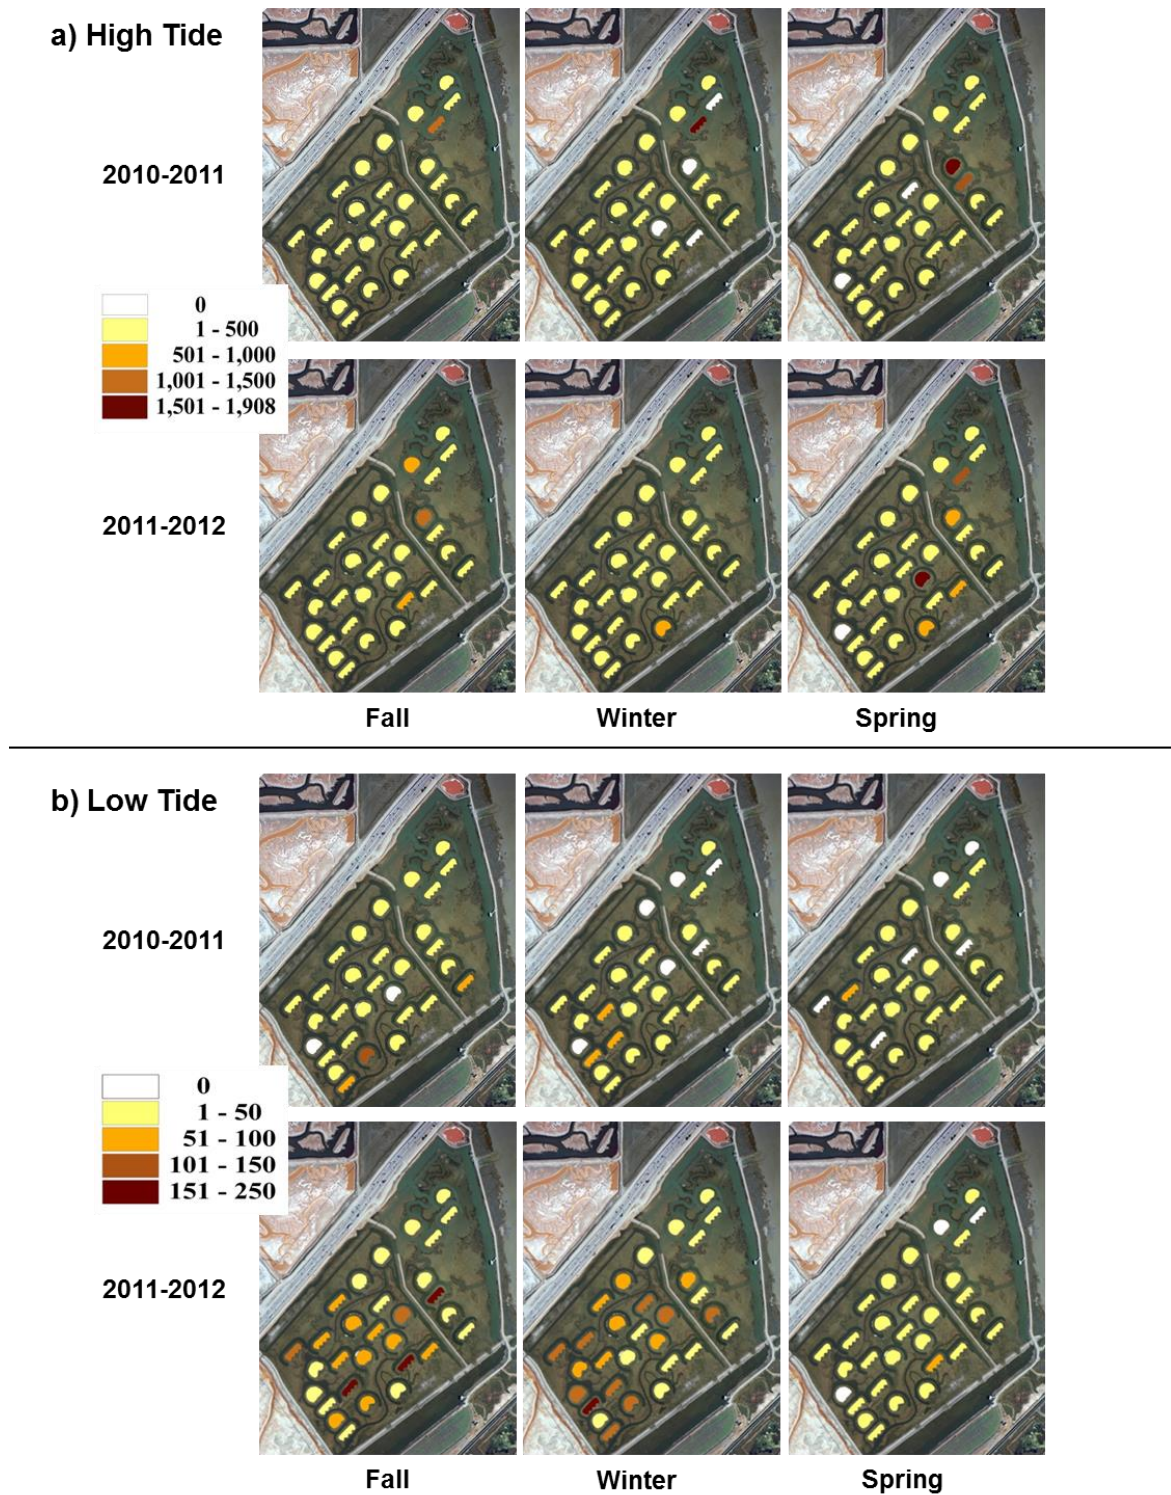 a) High Tide
2010-2011
0
1 - 500
501 - 1,000
1,001 - 1,500
1,501 - 1,908
2011-2012
Fall
Winter
Spring
b) Low Tide
2010-2011
0
1 - 50
51 - 100
101 - 150
151 - 250
2011-2012
Fall
Winter
Spring